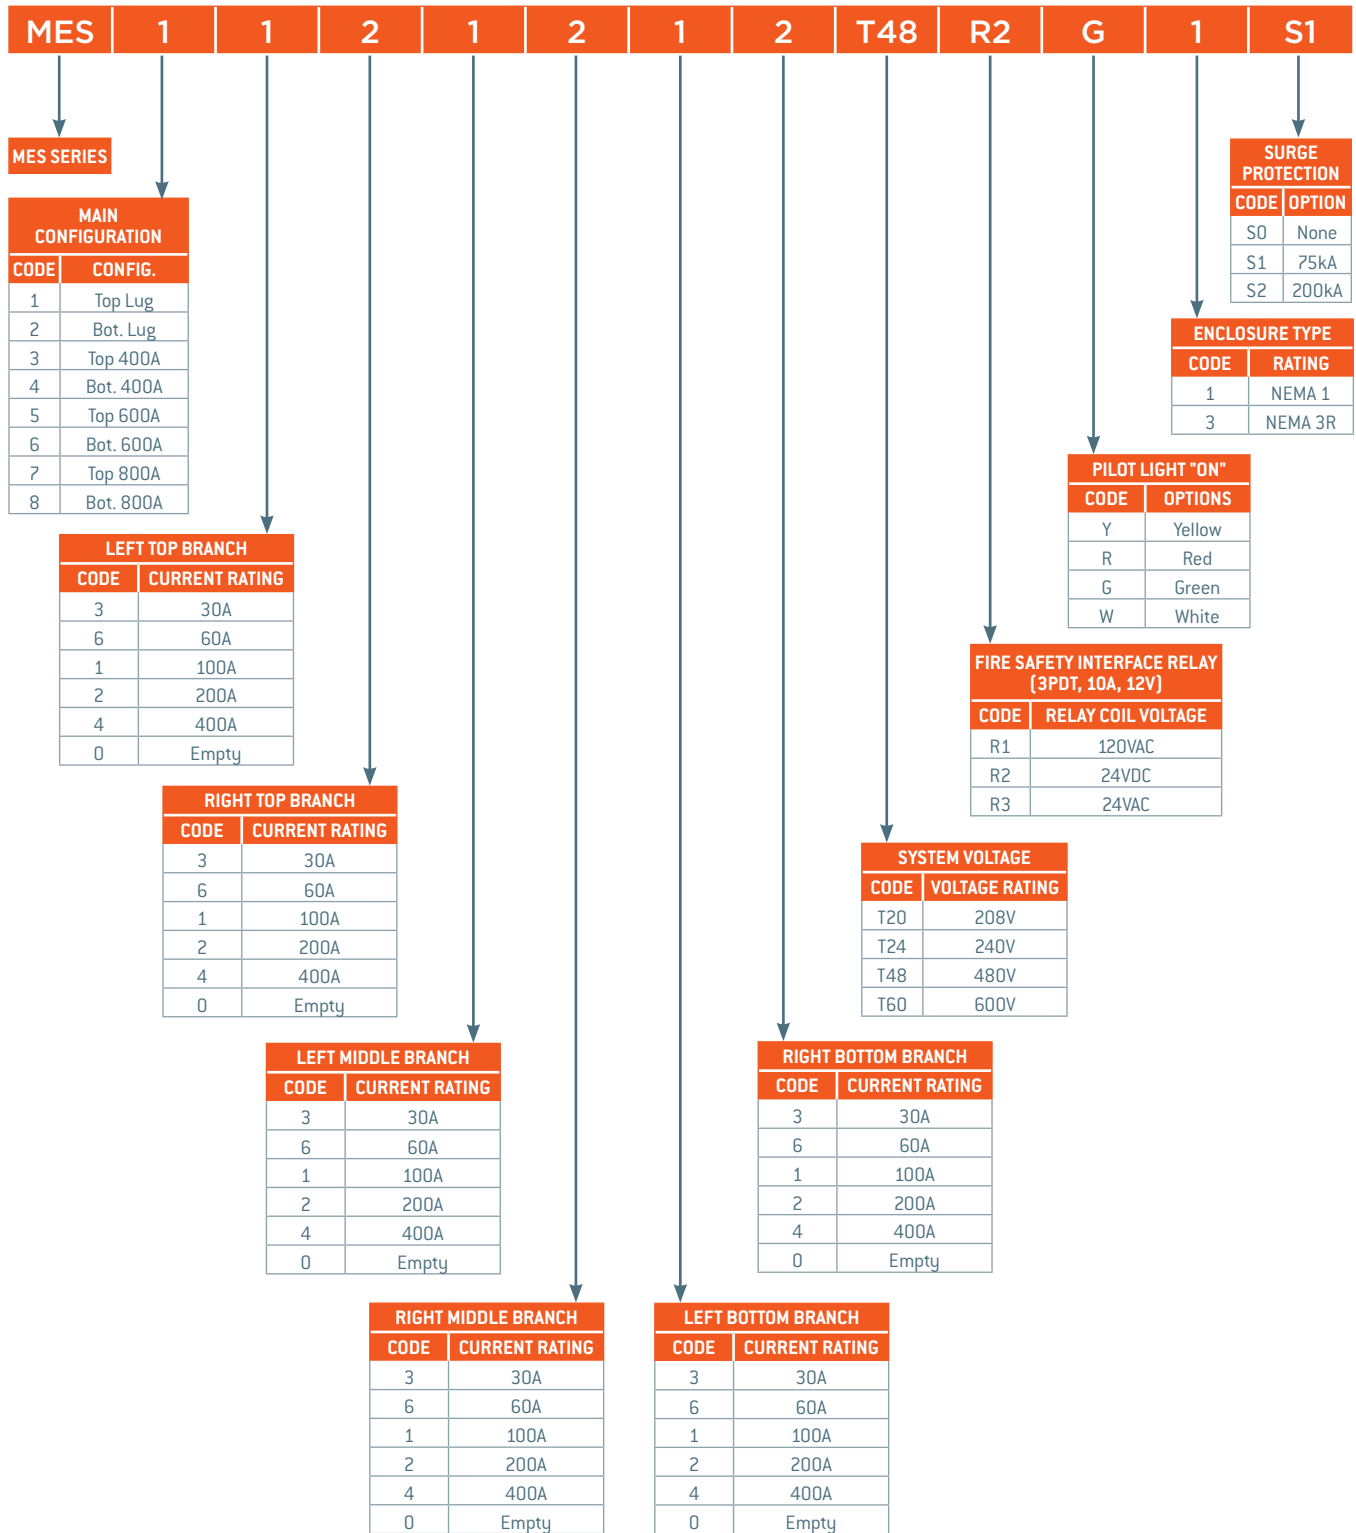 MES 1 1 2 1 2 1 2 T48 R2 G 1 S1
MES SERIES
MAIN
CONFIGURATION
CODE CONFIG.
1 Top Lug
2 Bot. Lug
3 Top 400A
4 Bot. 400A
5 Top 600A
6 Bot. 600A
7 Top 800A
8 Bot. 800A
LEFT TOP BRANCH
CODE CURRENT RATING
3 30A
6 60A
1 100A
2 200A
4 400A
0 Empty
RIGHT TOP BRANCH
CODE CURRENT RATING
3 30A
6 60A
1 100A
2 200A
4 400A
0 Empty
LEFT MIDDLE BRANCH
CODE CURRENT RATING
3 30A
6 60A
1 100A
2 200A
4 400A
0 Empty
RIGHT MIDDLE BRANCH
CODE CURRENT RATING
3 30A
6 60A
1 100A
2 200A
4 400A
0 Empty
LEFT BOTTOM BRANCH
CODE CURRENT RATING
3 30A
6 60A
1 100A
2 200A
4 400A
0 Empty
RIGHT BOTTOM BRANCH
CODE CURRENT RATING
3 30A
6 60A
1 100A
2 200A
4 400A
0 Empty
SYSTEM VOLTAGE
CODE VOLTAGE RATING
T20 208V
T24 240V
T48 480V
T60 600V
FIRE SAFETY INTERFACE RELAY
(3PDT, 10A, 12V)
CODE RELAY COIL VOLTAGE
R1 120VAC
R2 24VDC
R3 24VAC
PILOT LIGHT "ON"
CODE OPTIONS
Y Yellow
R Red
G Green
W White
ENCLOSURE TYPE
CODE RATING
1 NEMA 1
3 NEMA 3R
SURGE
PROTECTION
CODE OPTION
S0 None
S1 75kA
S2 200kA